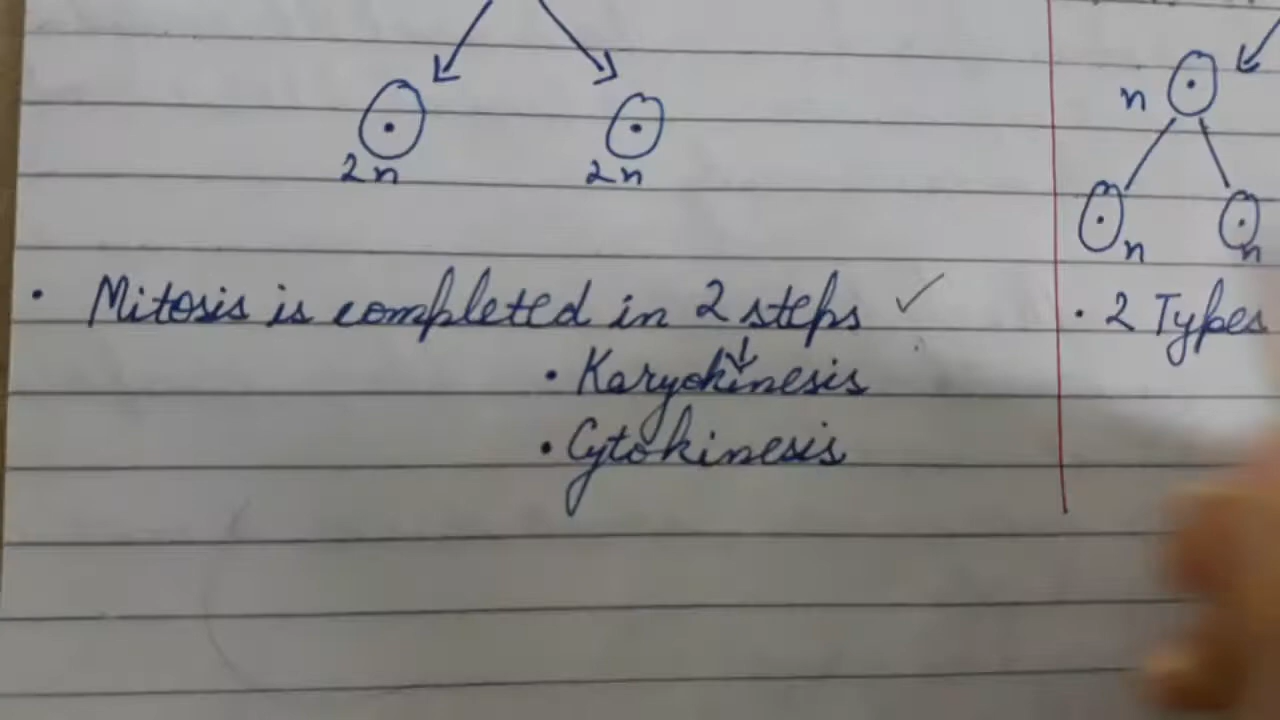 2n 2n
• Mitosis is completed in 2 steps ✓
• Karyokinesis
• Cytokinesis
n
n n
• 2 Types